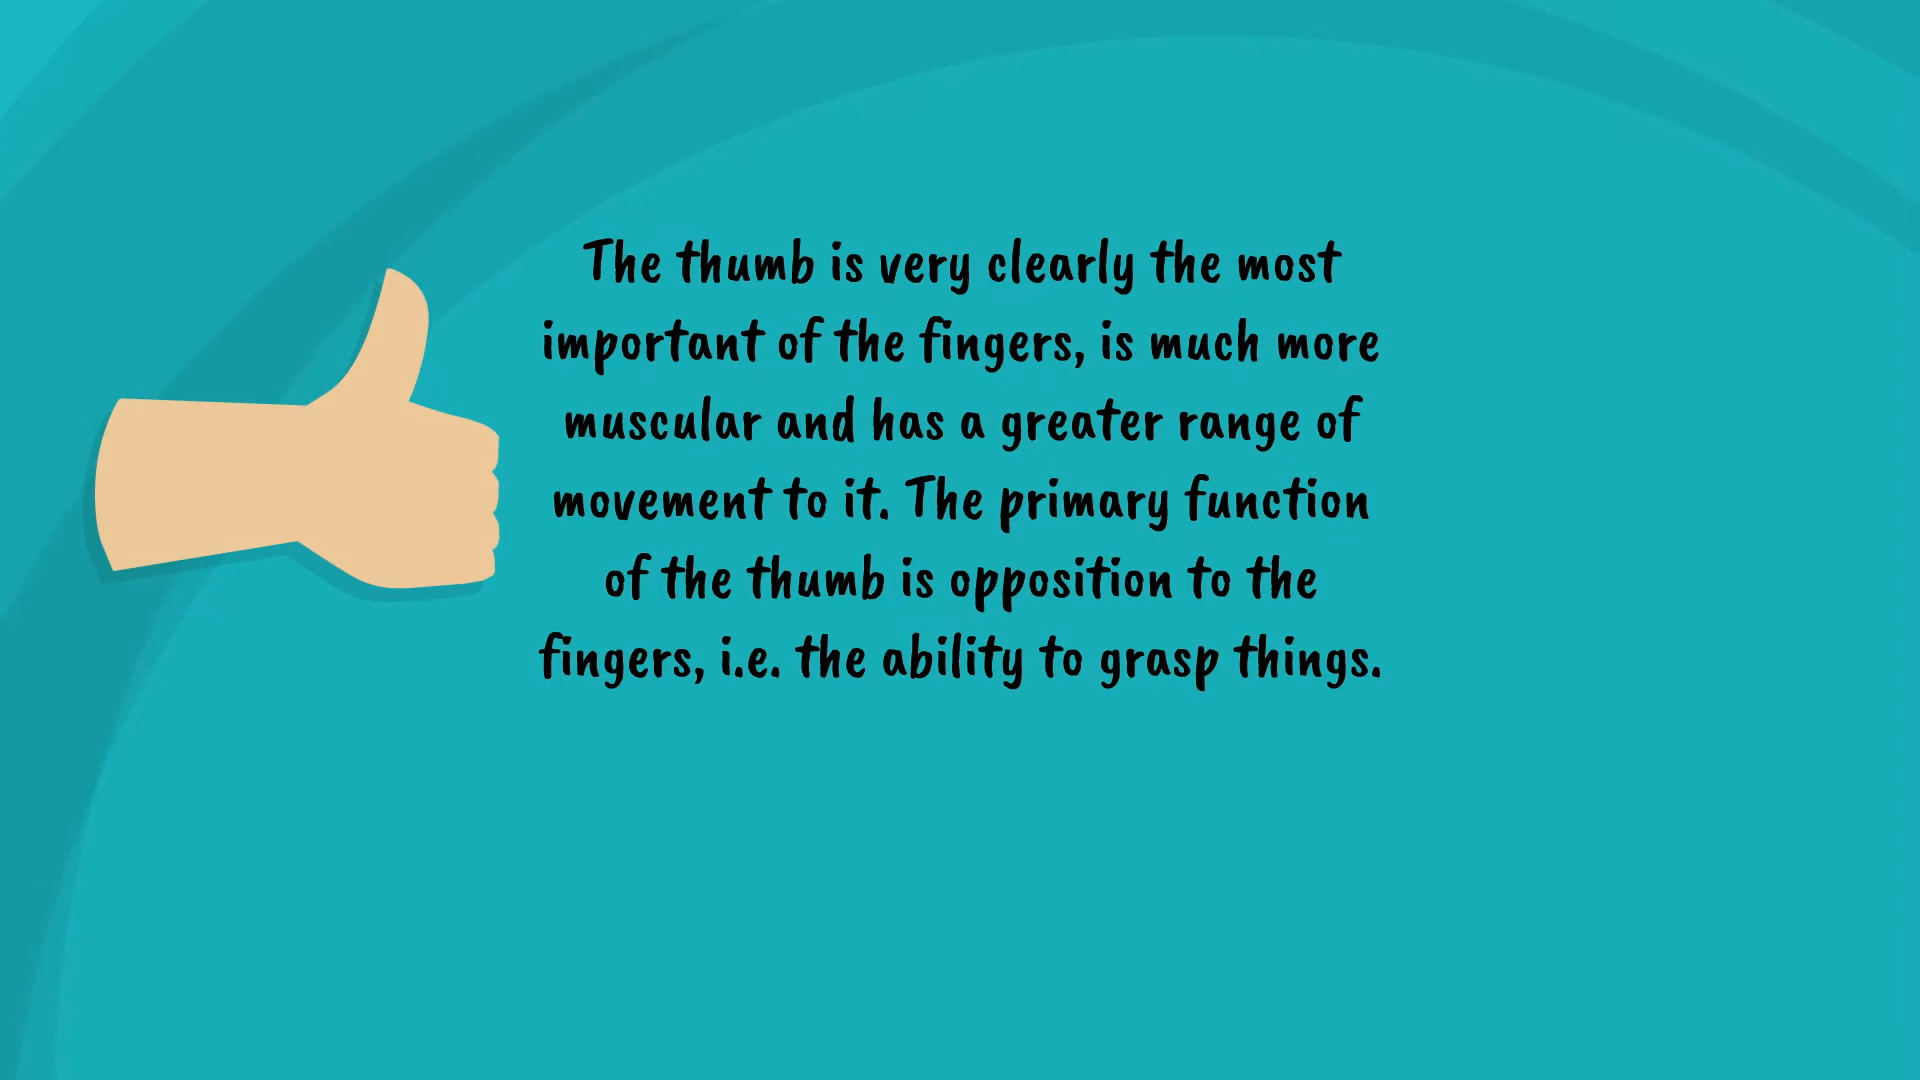 The thumb is very clearly the most
important of the fingers, is much more
muscular and has a greater range of
movement to it. The primary function
of the thumb is opposition to the
fingers, i.e. the ability to grasp things.